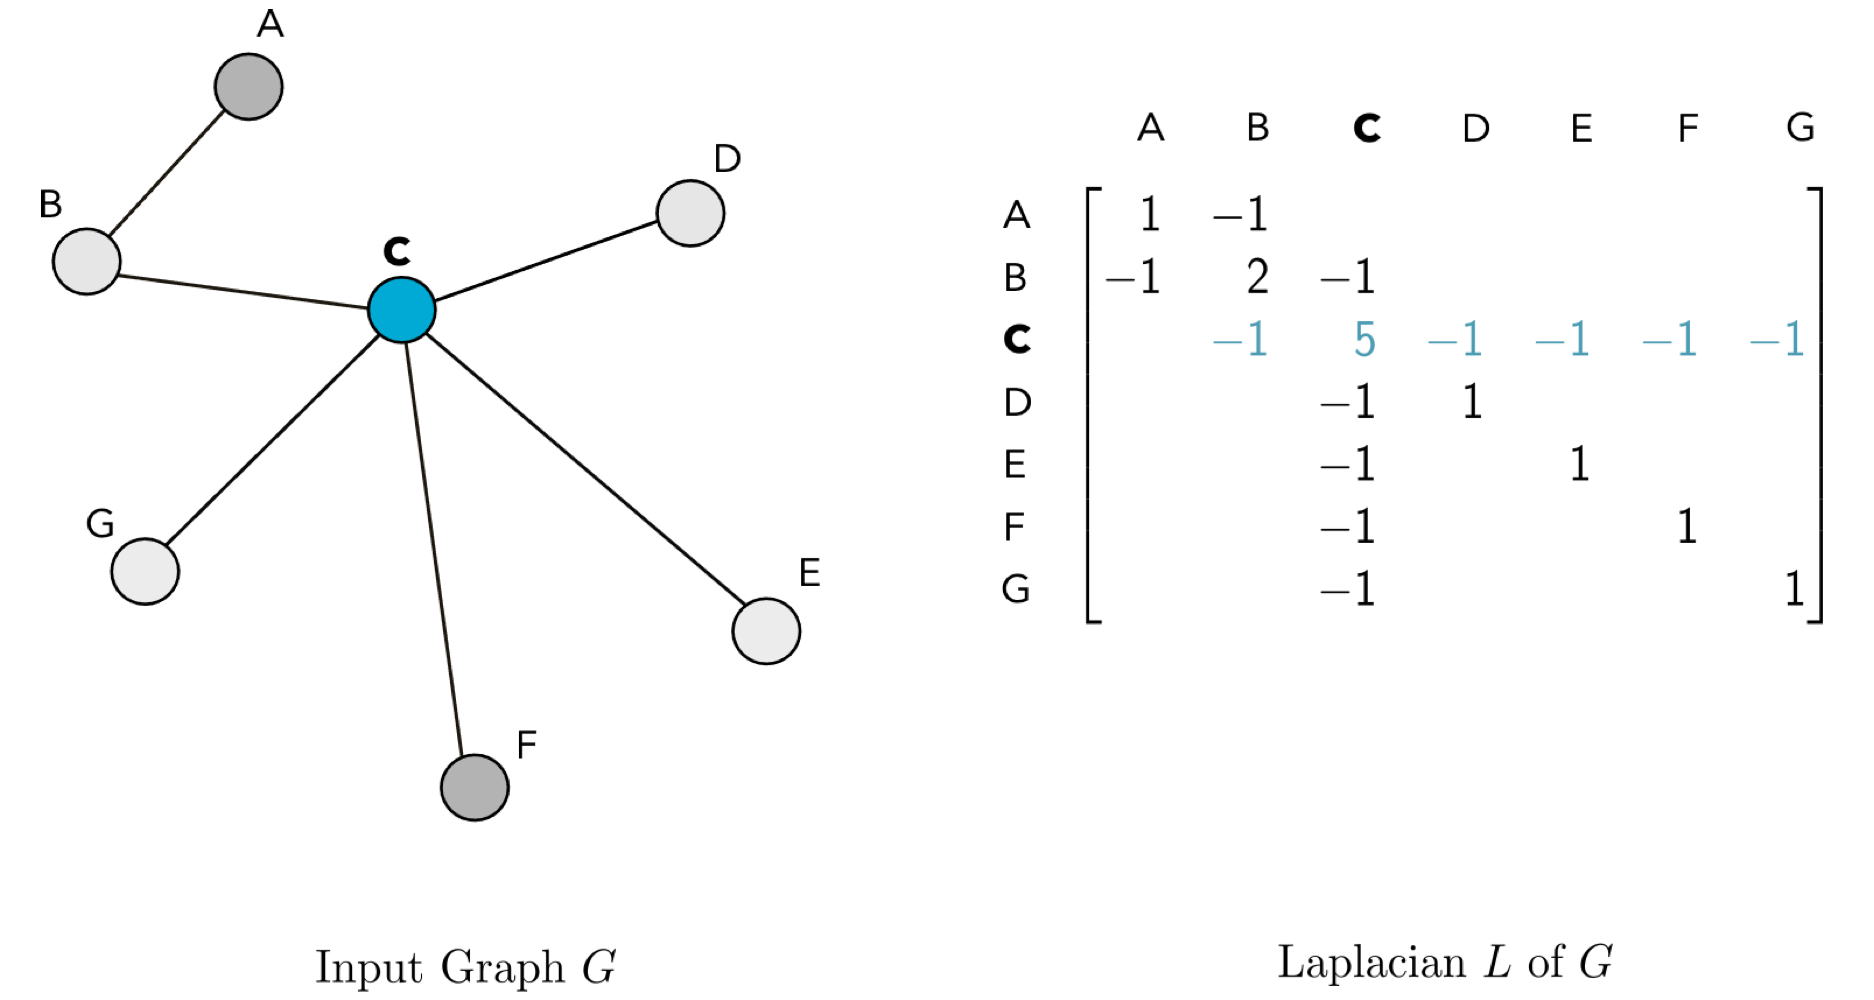 A
B
C
D
G
E
F
Input Graph G
A B C D E F G
A 1 −1
B −1 2 −1
C −1 5 −1 −1 −1 −1
D −1 1
E −1 1
F −1 1
G −1 1
Laplacian L of G